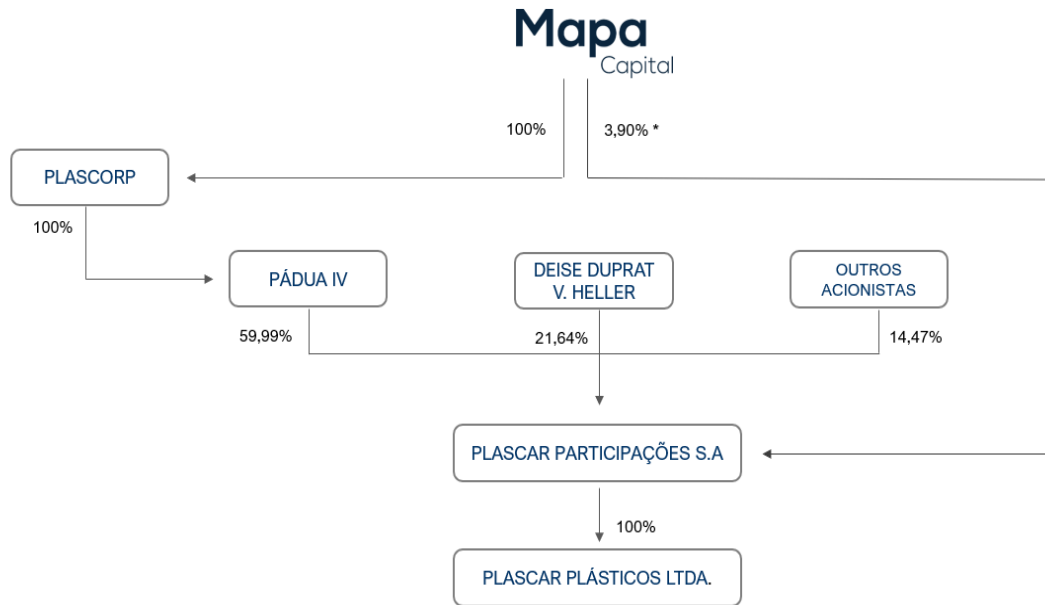 Mapa
Capital
100%
3,90% *
PLASCORP
100%
PÁDUA IV
DEISE DUPRAT
V. HELLER
OUTROS
ACIONISTAS
59,99%
21,64%
14,47%
PLASCAR PARTICIPAÇÕES S.A
100%
PLASCAR PLÁSTICOS LTDA.